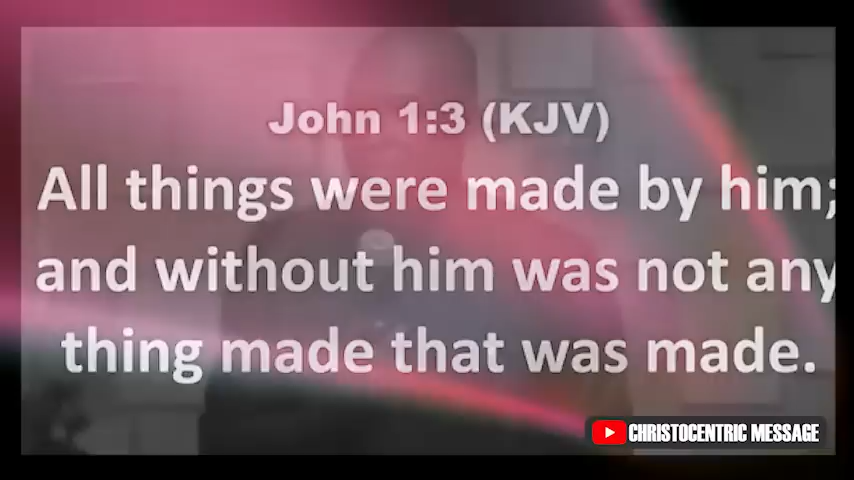 John 1:3 (KJV)
All things were made by him;
and without him was not any
thing made that was made.
CHRISTOCENTRIC MESSAGE